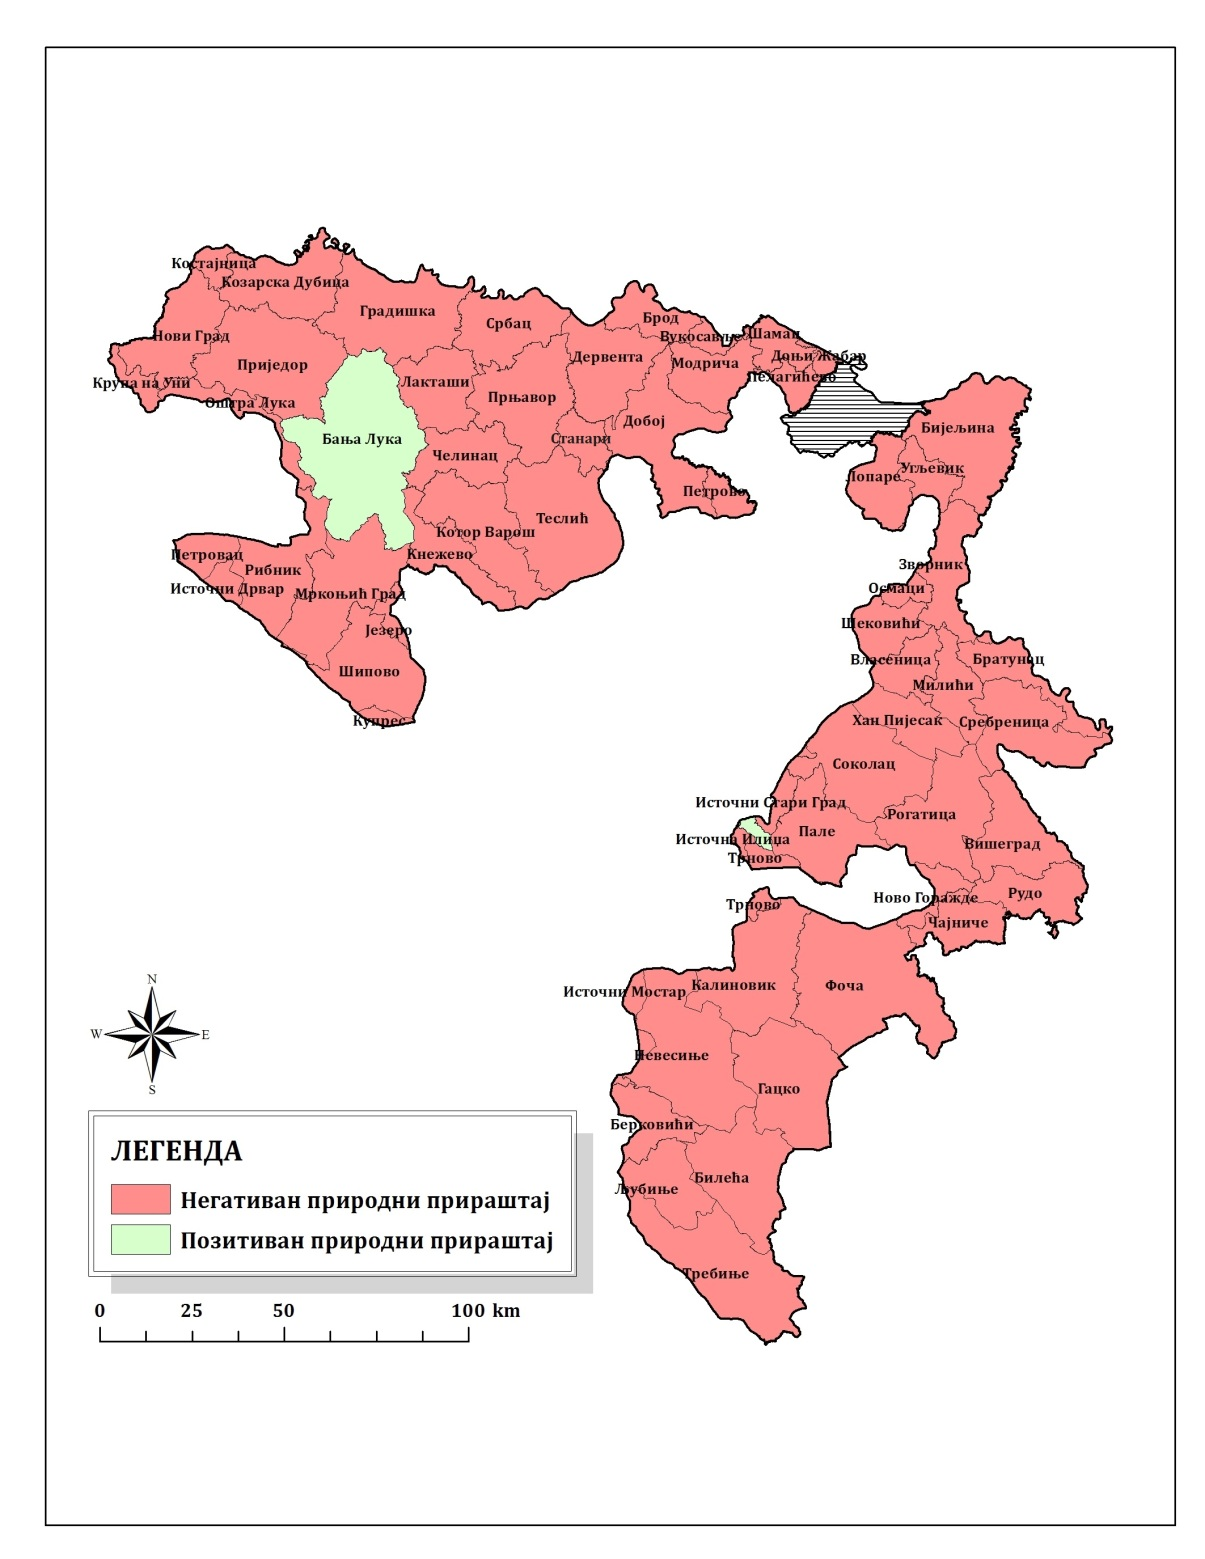 Костајница
Козарска Дубица
Градишка
Србац
Брод
Вукосавље
Шамац
Нови Град
Дервента
Модрича
Доњи Жабар
Пелагићево
Приједор
Крупа на Уни
Лакташи
Оштра Лука
Прњавор
Бања Лука
Добој
Станари
Бијељина
Челинац
Угљевик
Лопаре
Петрово
Теслић
Котор Варош
Кнежево
Петровац
Рибник
Источни Дрвар
Мркоњић Град
Зворник
Осмаци
Језеро
Шековићи
Шипово
Власеница
Братунац
Милићи
Купрес
Хан Пијесак
Сребреница
Соколац
Источни Стари Град
Рогатица
Источна Илиџа
Пале
Вишеград
Трново
Ново Горажде
Рудо
Трново
Чајниче
Источни Мостар
Калиновик
Фоча
Невесиње
Гацко
Берковићи
Билећа
Љубиње
Требиње
N
W
E
S
ЛЕГЕНДА
Негативан природни прираштај
Позитиван природни прираштај
0 25 50 100 km